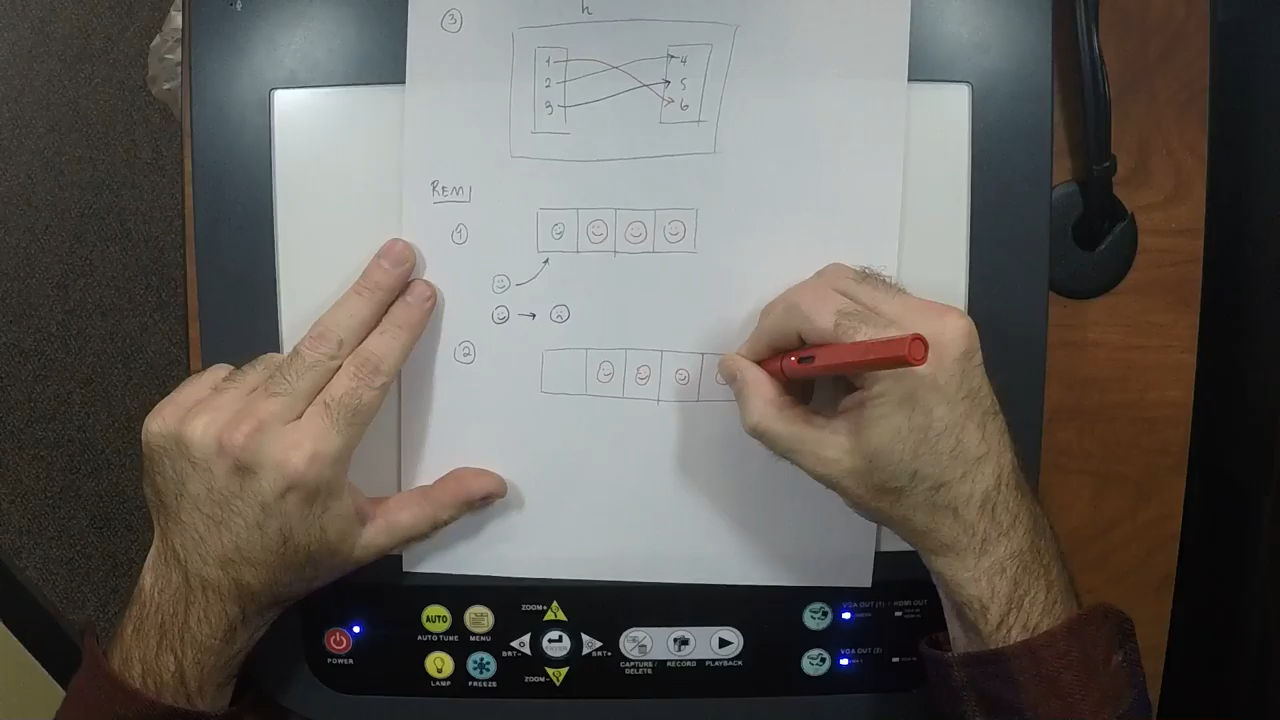 3 h
1 4
2 5
3 6
REM
1
2
AUTO
AUTO TUNE
MENU
ZOOM+
POWER
BRT-
ENTER
BRT+
LAMP
FREEZE
ZOOM-
CAPTURE / DELETE
RECORD
PLAYBACK
VGA OUT (1) / HDMI OUT
VGA OUT (2)